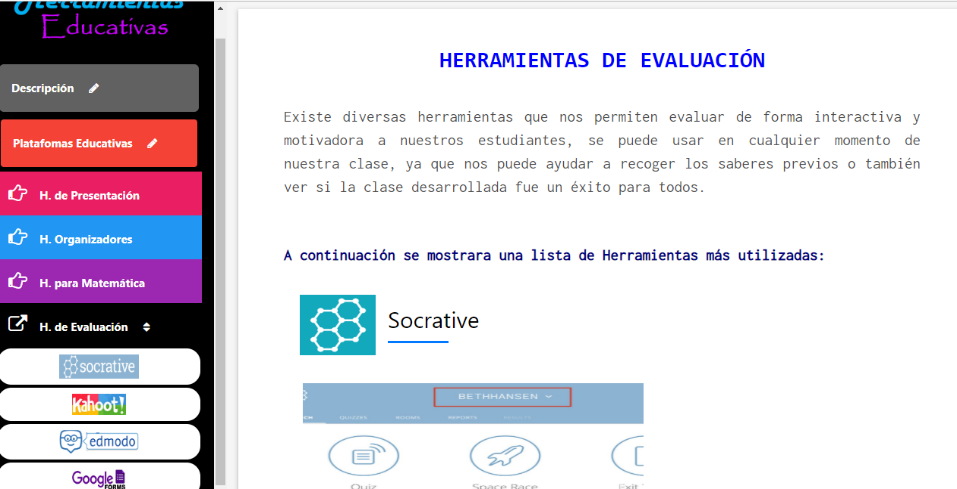 Herramientas
Educativas
Descripción
Platafomas Educativas
H. de Presentación
H. Organizadores
H. para Matemática
H. de Evaluación
socrative
Kahoot!
edmodo
Google
FORMS
HERRAMIENTAS DE EVALUACIÓN
Existe diversas herramientas que nos permiten evaluar de forma interactiva y
motivadora a nuestros estudiantes, se puede usar en cualquier momento de
nuestra clase, ya que nos puede ayudar a recoger los saberes previos o también
ver si la clase desarrollada fue un éxito para todos.
A continuación se mostrara una lista de Herramientas más utilizadas:
Socrative
BETHHANSEN
QUIZZES ROOMS REPORTS
Quiz Space Race Exit